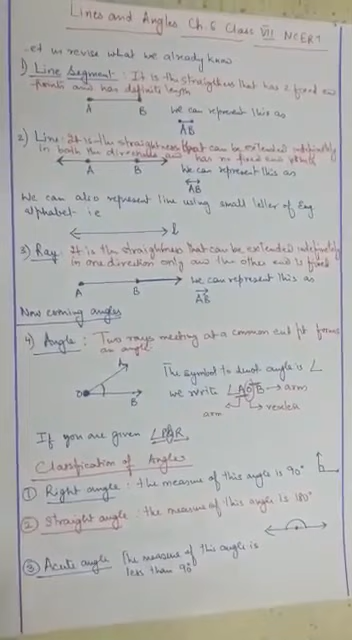 Lines and Angles Ch.6 Class VII NCERT
et us revise what we already know
1) Line Segment : It is the straightness that has 2 fixed en
points and has definite length
A B we can represent this as
AB
2) Line: It is the straightness that can be extended indefinitely
in both the directions and has no fixed end points
A B We can represent this as
AB
We can also represent line using small letter of Eng
alphabet - i.e
l
3) Ray It is the straightness that can be extended indefinitely
in one direction only and the other end is fixed
A B we can represent this as
AB
Now coming angles
4) Angle : Two rays meeting at a common end pt forms
an angle.
A The symbol to denot angle is ∠
O we write ∠AOB → arm
B arm vertex
If you are given ∠PQR
Classification of Angles
① Right angle : the measure of this angle is 90°
② Straight angle : the measure of this angle is 180°
③ Acute angle The measure of this angle is
less than 90°